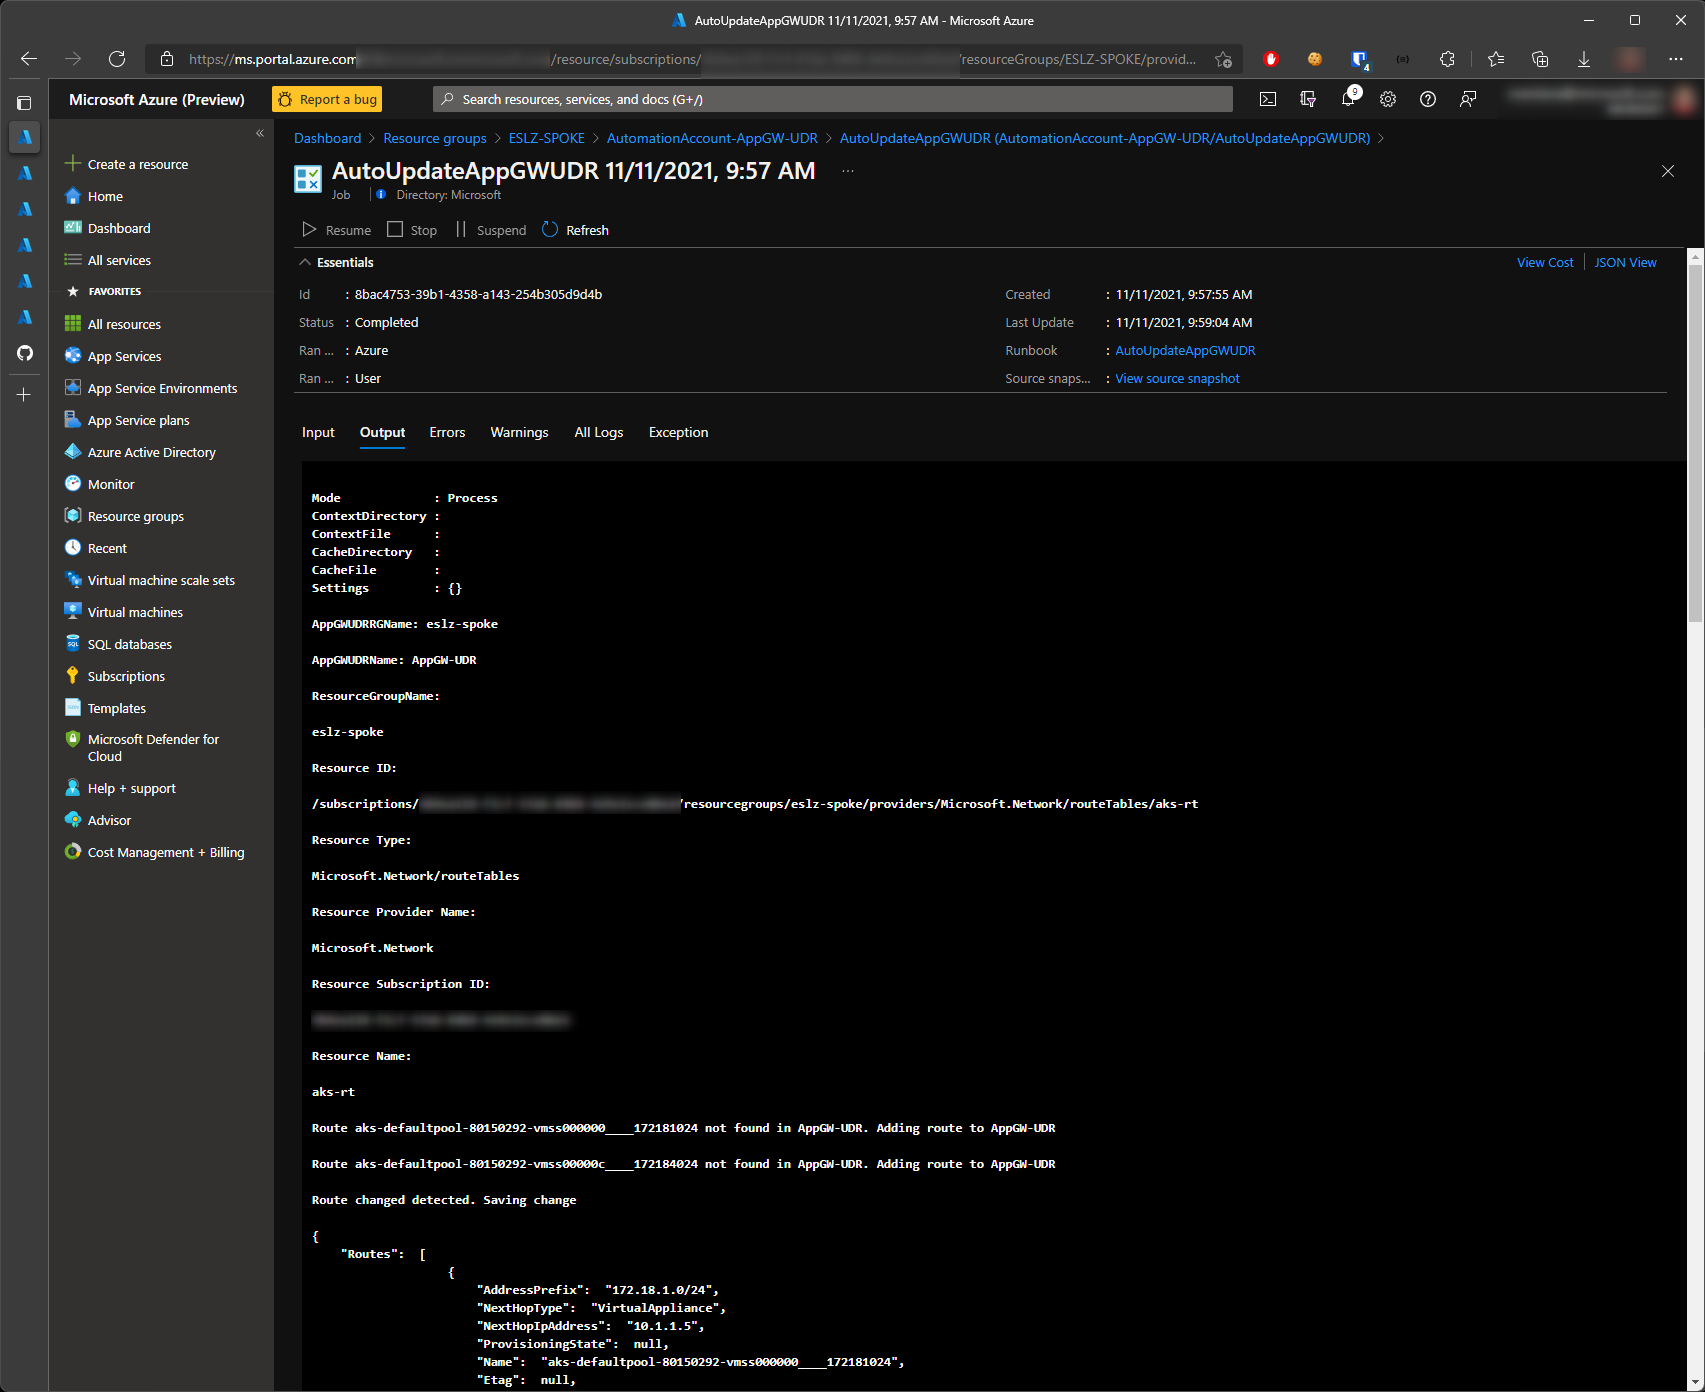 AutoUpdateAppGWUDR 11/11/2021, 9:57 AM - Microsoft Azure
https://ms.portal.azure.com /resource/subscriptions/ resourceGroups/ESLZ-SPOKE/provid...
4
Microsoft Azure (Preview)
Report a bug
Search resources, services, and docs (G+/)
9
Create a resource
Home
Dashboard
All services
FAVORITES
All resources
App Services
App Service Environments
App Service plans
Azure Active Directory
Monitor
Resource groups
Recent
Virtual machine scale sets
Virtual machines
SQL databases
Subscriptions
Templates
Microsoft Defender for
Cloud
Help + support
Advisor
Cost Management + Billing
Dashboard > Resource groups > ESLZ-SPOKE > AutomationAccount-AppGW-UDR > AutoUpdateAppGWUDR (AutomationAccount-AppGW-UDR/AutoUpdateAppGWUDR) >
AutoUpdateAppGWUDR 11/11/2021, 9:57 AM ...
Job
Directory: Microsoft
Resume
Stop
Suspend
Refresh
Essentials
View Cost
JSON View
Id : 8bac4753-39b1-4358-a143-254b305d9d4b
Status : Completed
Ran ... : Azure
Ran ... : User
Created : 11/11/2021, 9:57:55 AM
Last Update : 11/11/2021, 9:59:04 AM
Runbook : AutoUpdateAppGWUDR
Source snaps... : View source snapshot
Input
Output
Errors
Warnings
All Logs
Exception
Mode : Process
ContextDirectory :
ContextFile :
CacheDirectory :
CacheFile :
Settings : {}
AppGWUDRRGName: eslz-spoke
AppGWUDRName: AppGW-UDR
ResourceGroupName:
eslz-spoke
Resource ID:
/subscriptions/ /resourcegroups/eslz-spoke/providers/Microsoft.Network/routeTables/aks-rt
Resource Type:
Microsoft.Network/routeTables
Resource Provider Name:
Microsoft.Network
Resource Subscription ID:
Resource Name:
aks-rt
Route aks-defaultpool-80150292-vmss000000____172181024 not found in AppGW-UDR. Adding route to AppGW-UDR
Route aks-defaultpool-80150292-vmss00000c____172184024 not found in AppGW-UDR. Adding route to AppGW-UDR
Route changed detected. Saving change
{
"Routes": [
{
"AddressPrefix": "172.18.1.0/24",
"NextHopType": "VirtualAppliance",
"NextHopIpAddress": "10.1.1.5",
"ProvisioningState": null,
"Name": "aks-defaultpool-80150292-vmss000000____172181024",
"Etag": null,